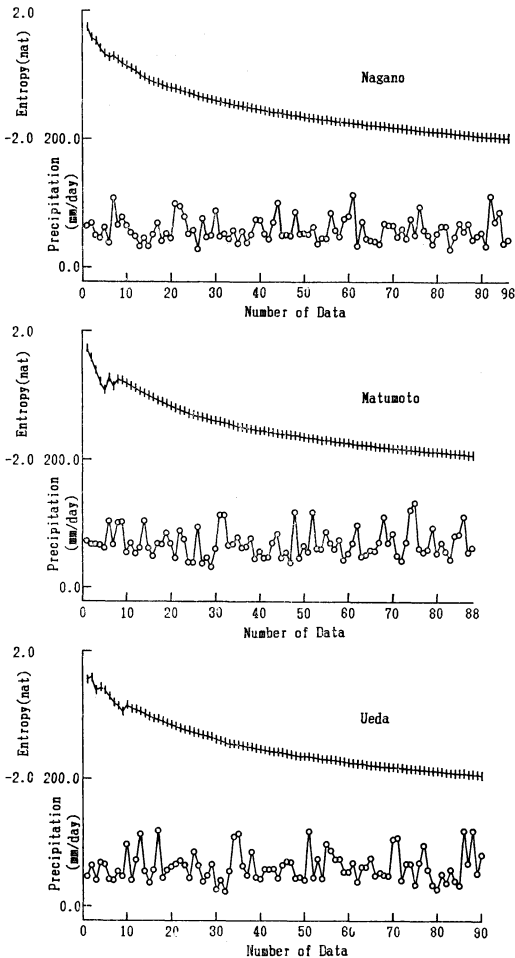 2.0
Entropy(nat)
Nagano
-2.0 200.0
Precipitation
(mm/day)
0.0
0 10 20 30 40 50 60 70 80 90 96
Number of Data
2.0
Entropy(nat)
Matumoto
-2.0 200.0
Precipitation
(mm/day)
0.0
0 10 20 30 40 50 60 70 80 88
Number of Data
2.0
Entropy(nat)
Ueda
-2.0 200.0
Precipitation
(mm/day)
0.0
0 10 20 30 40 50 60 70 80 90
Number of Data